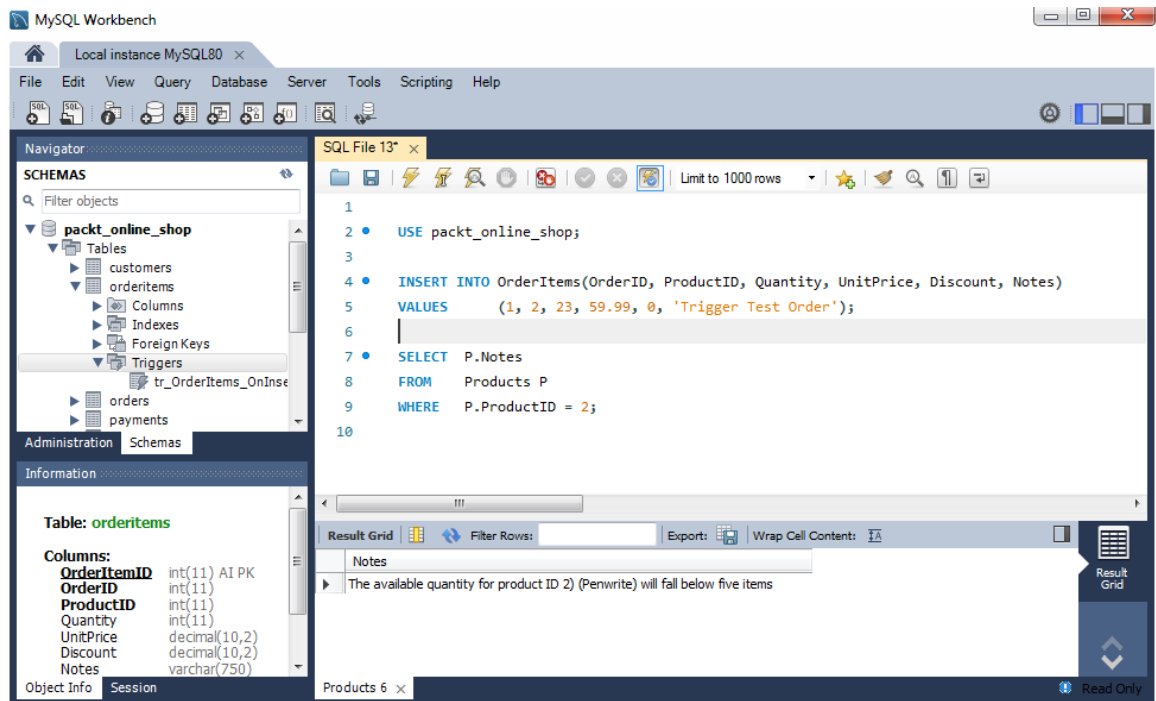 MySQL Workbench
Local instance MySQL80
File Edit View Query Database Server Tools Scripting Help
Navigator
SCHEMAS
Filter objects
packt_online_shop
Tables
customers
orderitems
Columns
Indexes
Foreign Keys
Triggers
tr_OrderItems_OnInse
orders
payments
Administration Schemas
Information
Table: orderitems
Columns:
OrderItemID int(11) AI PK
OrderID int(11)
ProductID int(11)
Quantity int(11)
UnitPrice decimal(10,2)
Discount decimal(10,2)
Notes varchar(750)
Object Info Session
SQL File 13*
Limit to 1000 rows
1
2 USE packt_online_shop;
3
4 INSERT INTO OrderItems(OrderID, ProductID, Quantity, UnitPrice, Discount, Notes)
5 VALUES (1, 2, 23, 59.99, 0, 'Trigger Test Order');
6
7 SELECT P.Notes
8 FROM Products P
9 WHERE P.ProductID = 2;
10
Result Grid Filter Rows: Export: Wrap Cell Content:
Notes
The available quantity for product ID 2) (Penwrite) will fall below five items
Result
Grid
Products 6
Read Only